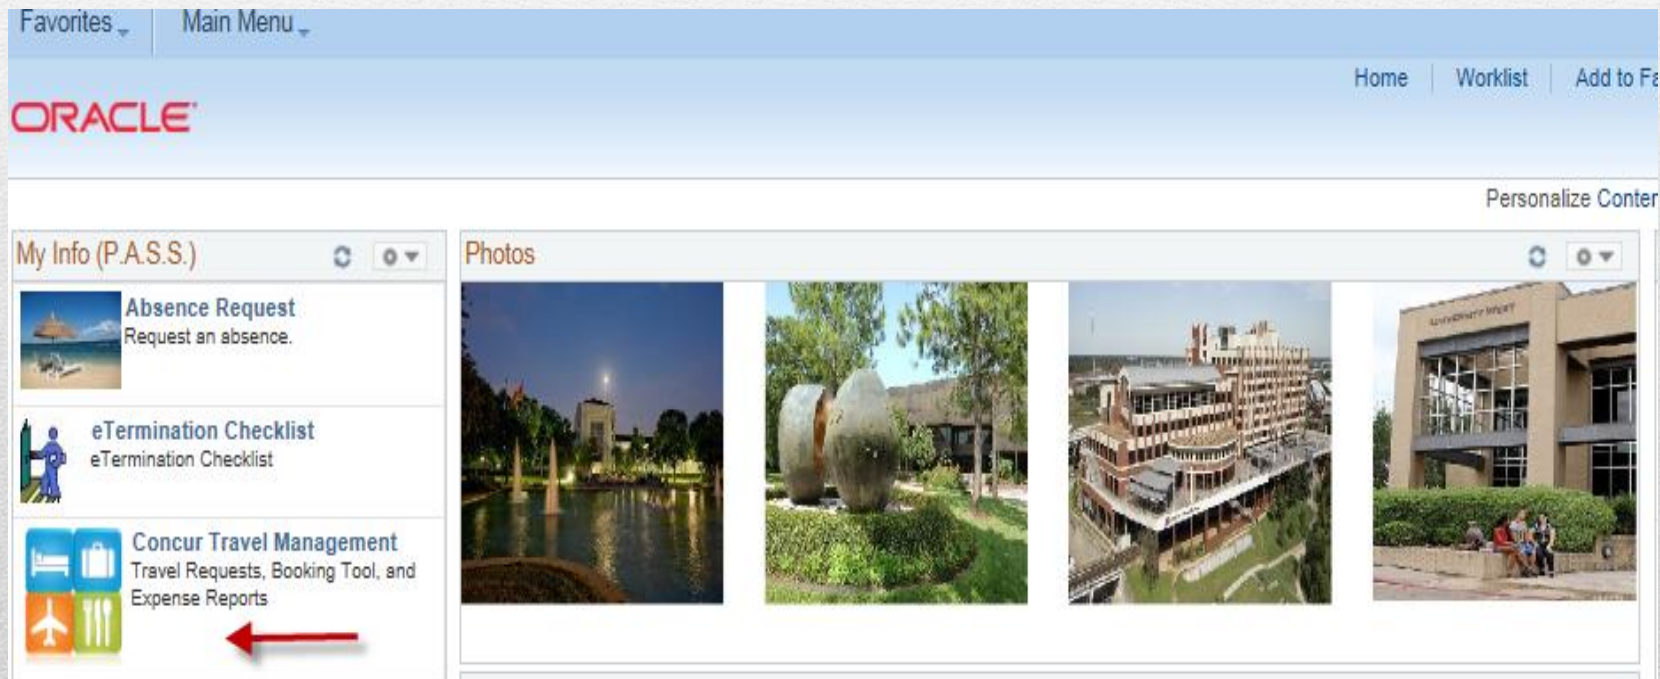 Favorites
Main Menu
Home
Worklist
Add to Fa
ORACLE
Personalize Conter
My Info (P.A.S.S.)
Photos
Absence Request
Request an absence.
eTermination Checklist
eTermination Checklist
Concur Travel Management
Travel Requests, Booking Tool, and
Expense Reports